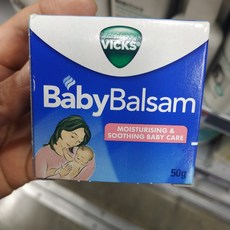 VICKS
BabyBalsam
MOISTURISING &
SOOTHING BABY CARE
50g